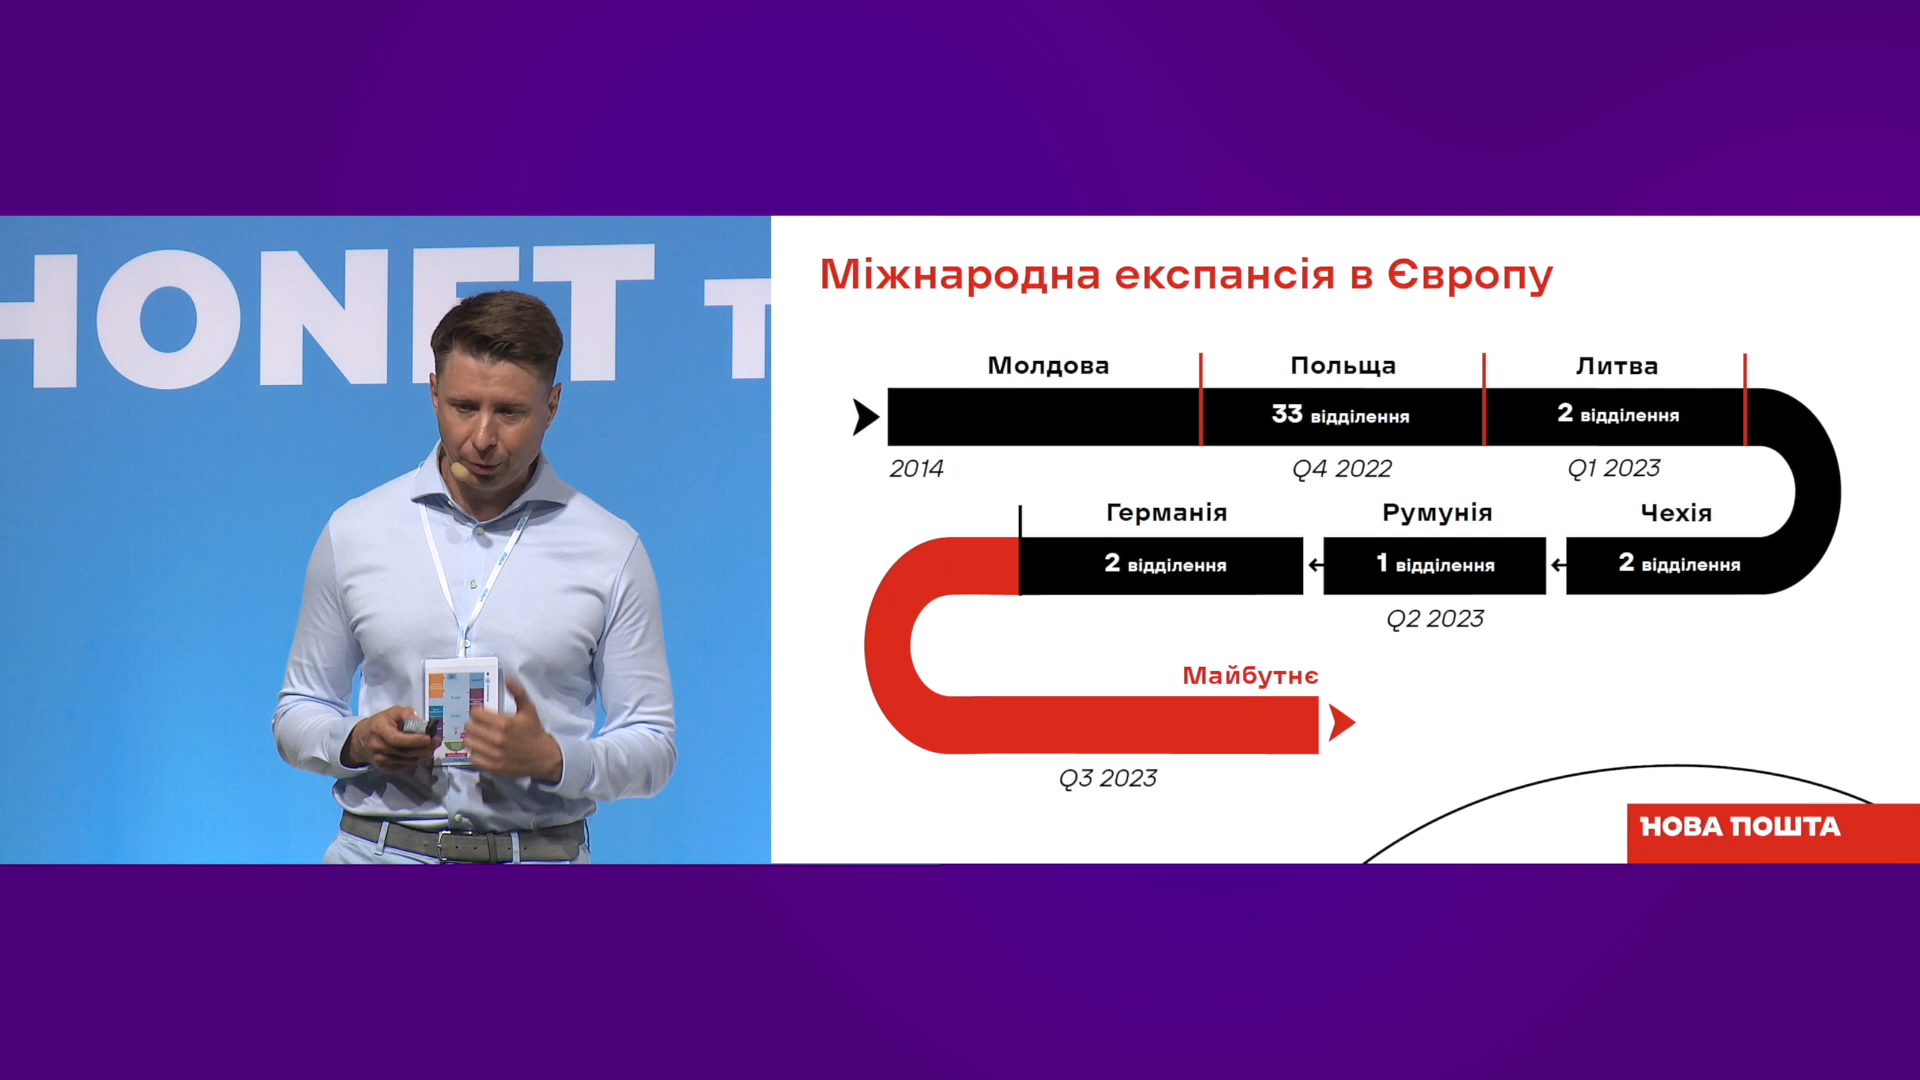 HONET т
Міжнародна експансія в Європу
Молдова
Польща
Литва
33 відділення
2 відділення
2014
Q4 2022
Q1 2023
Германія
Румунія
Чехія
2 відділення
1 відділення
2 відділення
Q2 2023
Майбутнє
Q3 2023
НОВА ПОШТА